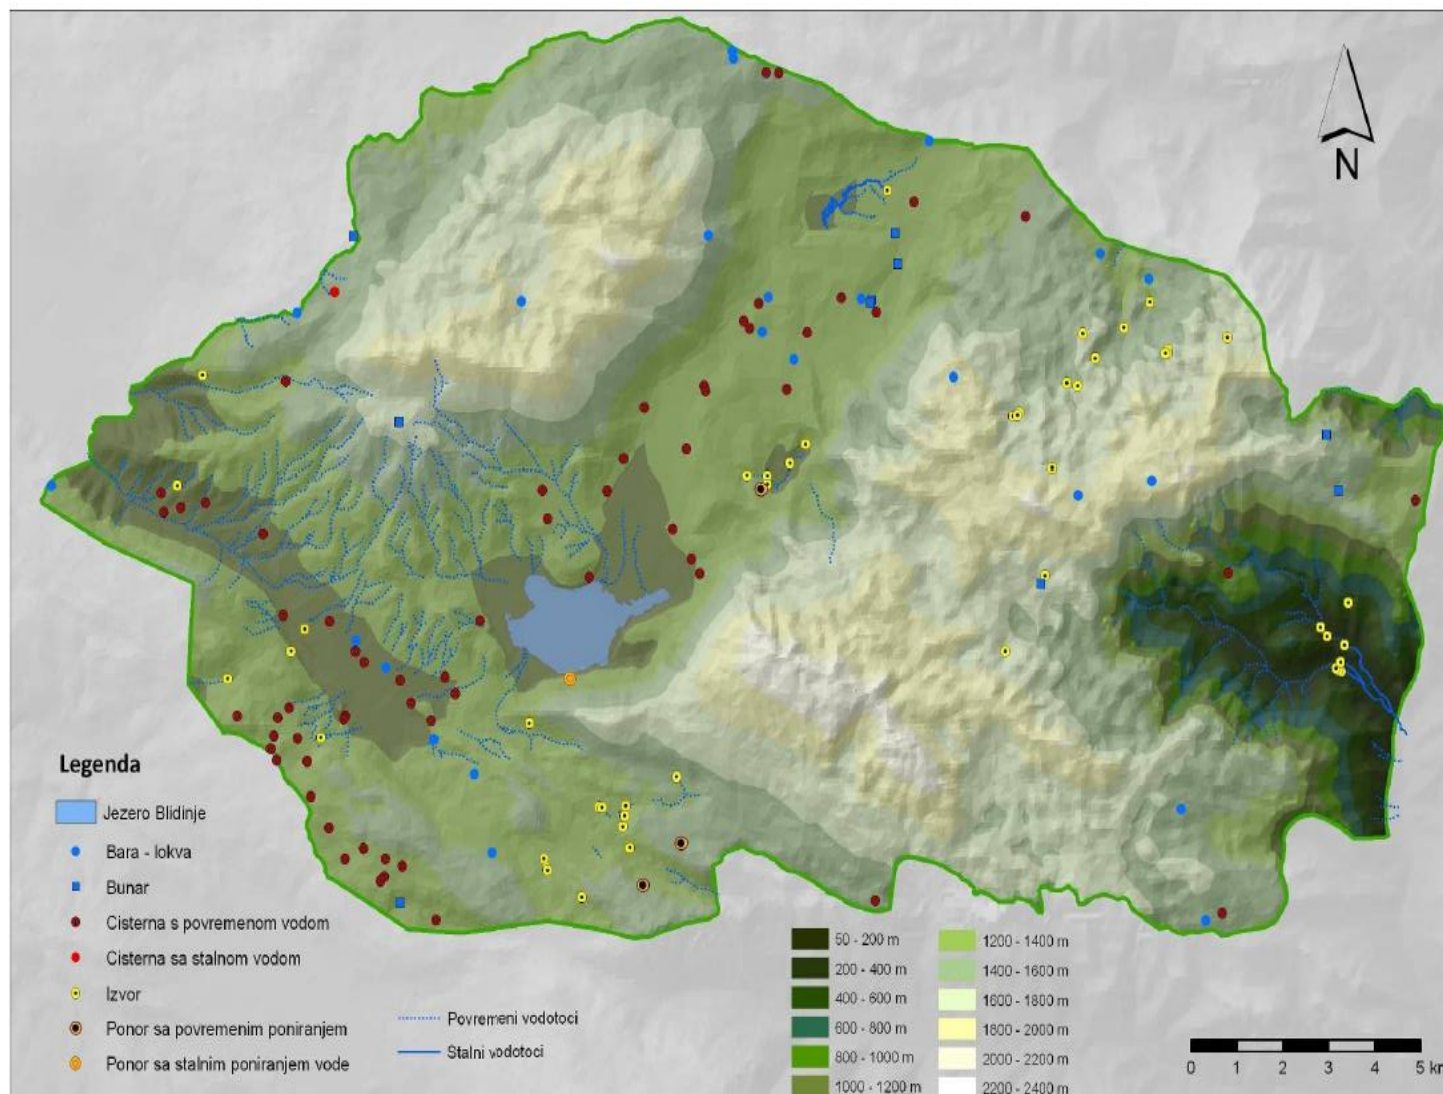 N
Legenda
Jezero Blidinje
Bara - lokva
Bunar
Cisterna s povremenom vodom
Cisterna sa stalnom vodom
Izvor
Ponor sa povremenim poniranjem
Ponor sa stalnim poniranjem vode
Povremeni vodotoci
Stalni vodotoci
50 - 200 m
200 - 400 m
400 - 600 m
600 - 800 m
800 - 1000 m
1000 - 1200 m
1200 - 1400 m
1400 - 1600 m
1600 - 1800 m
1800 - 2000 m
2000 - 2200 m
2200 - 2400 m
0 1 2 3 4 5 km